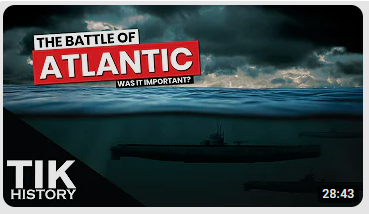 THE BATTLE OF
ATLANTIC
WAS IT IMPORTANT?
TIK
HISTORY
28:43